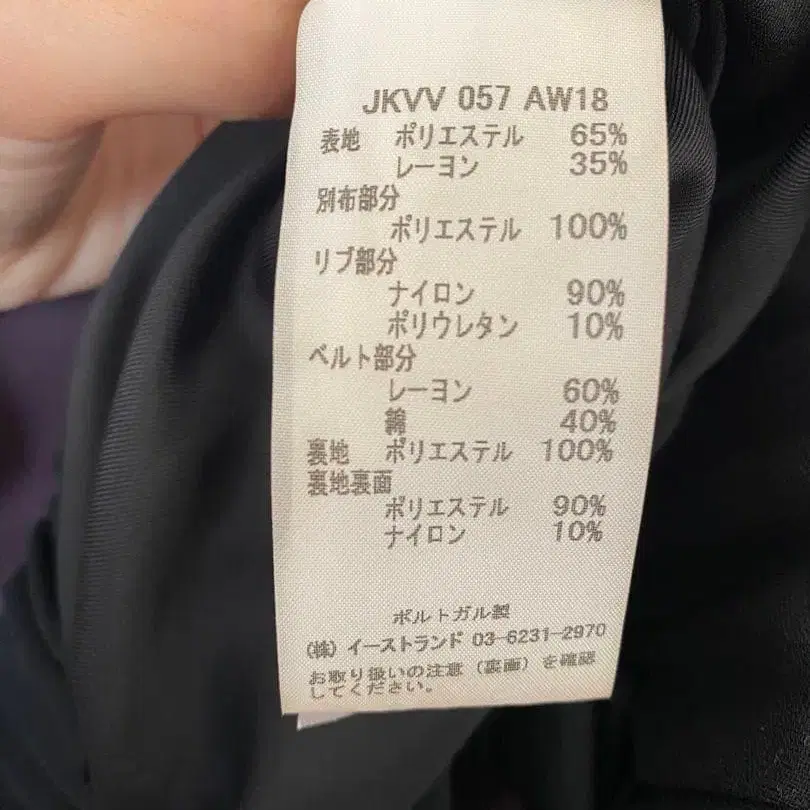 JKVV 057 AW18
表地 ポリエステル 65%
レーヨン 35%
別布部分
ポリエステル 100%
リブ部分
ナイロン 90%
ポリウレタン 10%
ベルト部分
レーヨン 60%
綿 40%
裏地 ポリエステル 100%
裏地裏面
ポリエステル 90%
ナイロン 10%
ポルトガル製
(株) イーストランド 03-6231-2970
お取り扱いの注意 (裏面) を確認
してください。